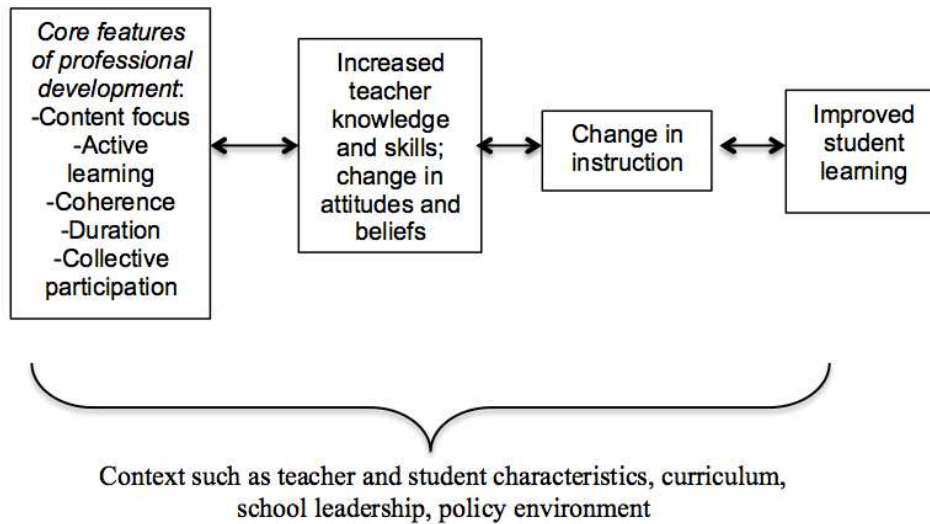 Core features
of professional
development:
-Content focus
-Active
learning
-Coherence
-Duration
-Collective
participation
Increased
teacher
knowledge
and skills;
change in
attitudes and
beliefs
Change in
instruction
Improved
student
learning
Context such as teacher and student characteristics, curriculum,
school leadership, policy environment